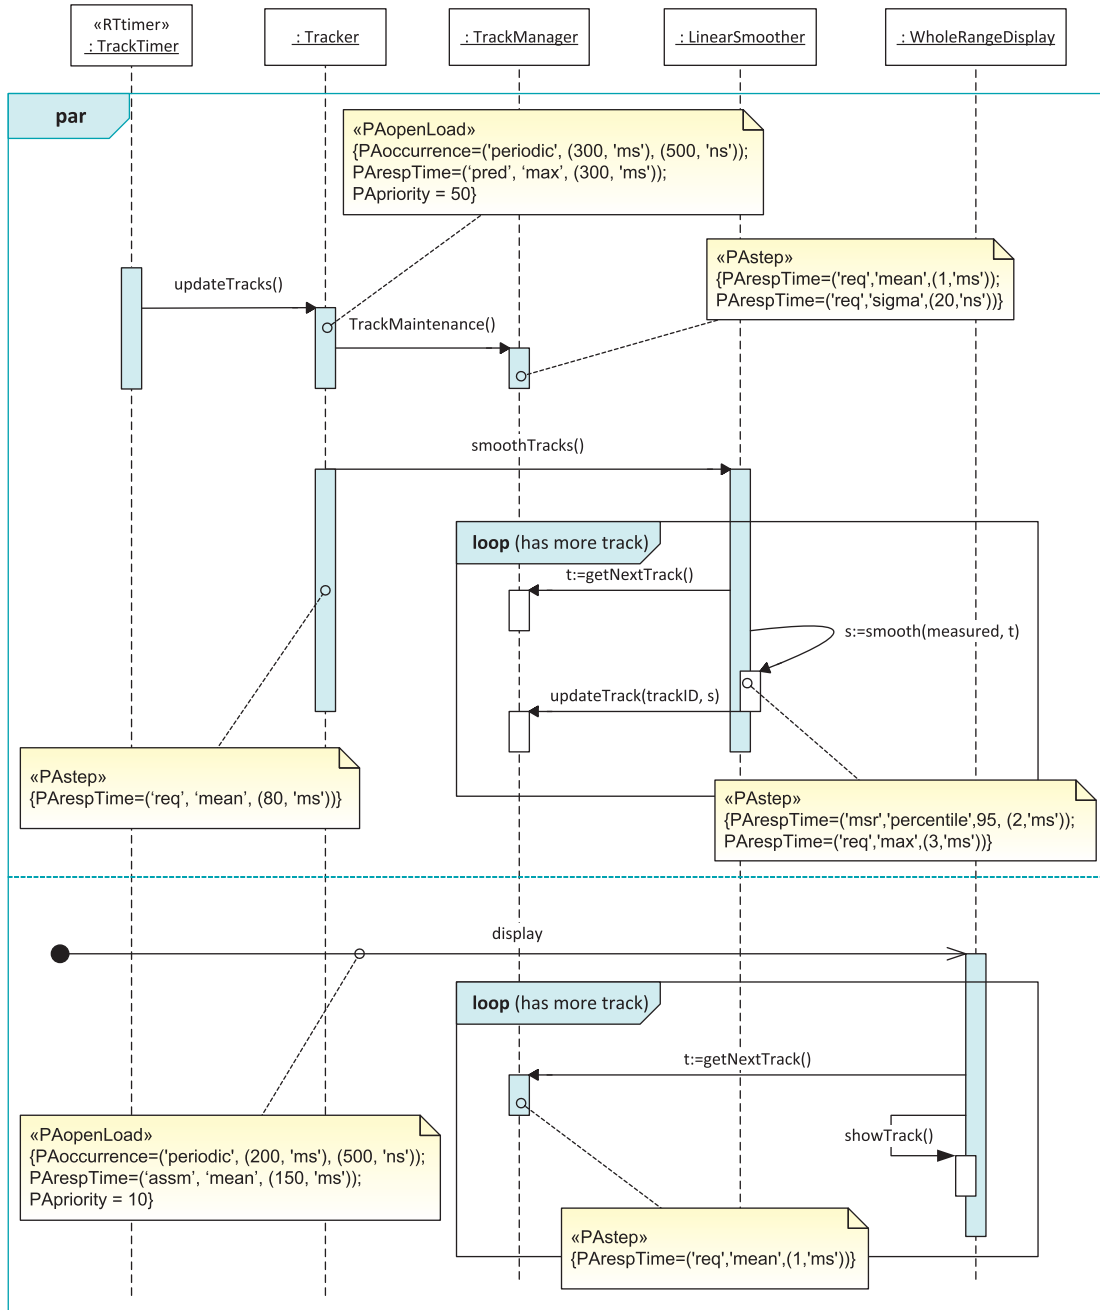 «RTtimer»
: TrackTimer
: Tracker
: TrackManager
: LinearSmoother
: WholeRangeDisplay
par
«PAopenLoad»
{PAoccurrence=('periodic', (300, 'ms'), (500, 'ns'));
PArespTime=(‘pred’, ‘max’, (300, 'ms'));
PApriority = 50}
«PAstep»
{PArespTime=('req','mean',(1,'ms'));
PArespTime=('req','sigma',(20,'ns'))}
updateTracks()
TrackMaintenance()
smoothTracks()
loop (has more track)
t:=getNextTrack()
s:=smooth(measured, t)
updateTrack(trackID, s)
«PAstep»
{PArespTime=(‘req’, ‘mean’, (80, 'ms'))}
«PAstep»
{PArespTime=('msr','percentile',95, (2,'ms'));
PArespTime=('req','max',(3,'ms'))}
display
loop (has more track)
t:=getNextTrack()
showTrack()
«PAopenLoad»
{PAoccurrence=('periodic', (200, 'ms'), (500, 'ns'));
PArespTime=(‘assm’, ‘mean’, (150, 'ms'));
PApriority = 10}
«PAstep»
{PArespTime=('req','mean',(1,'ms'))}